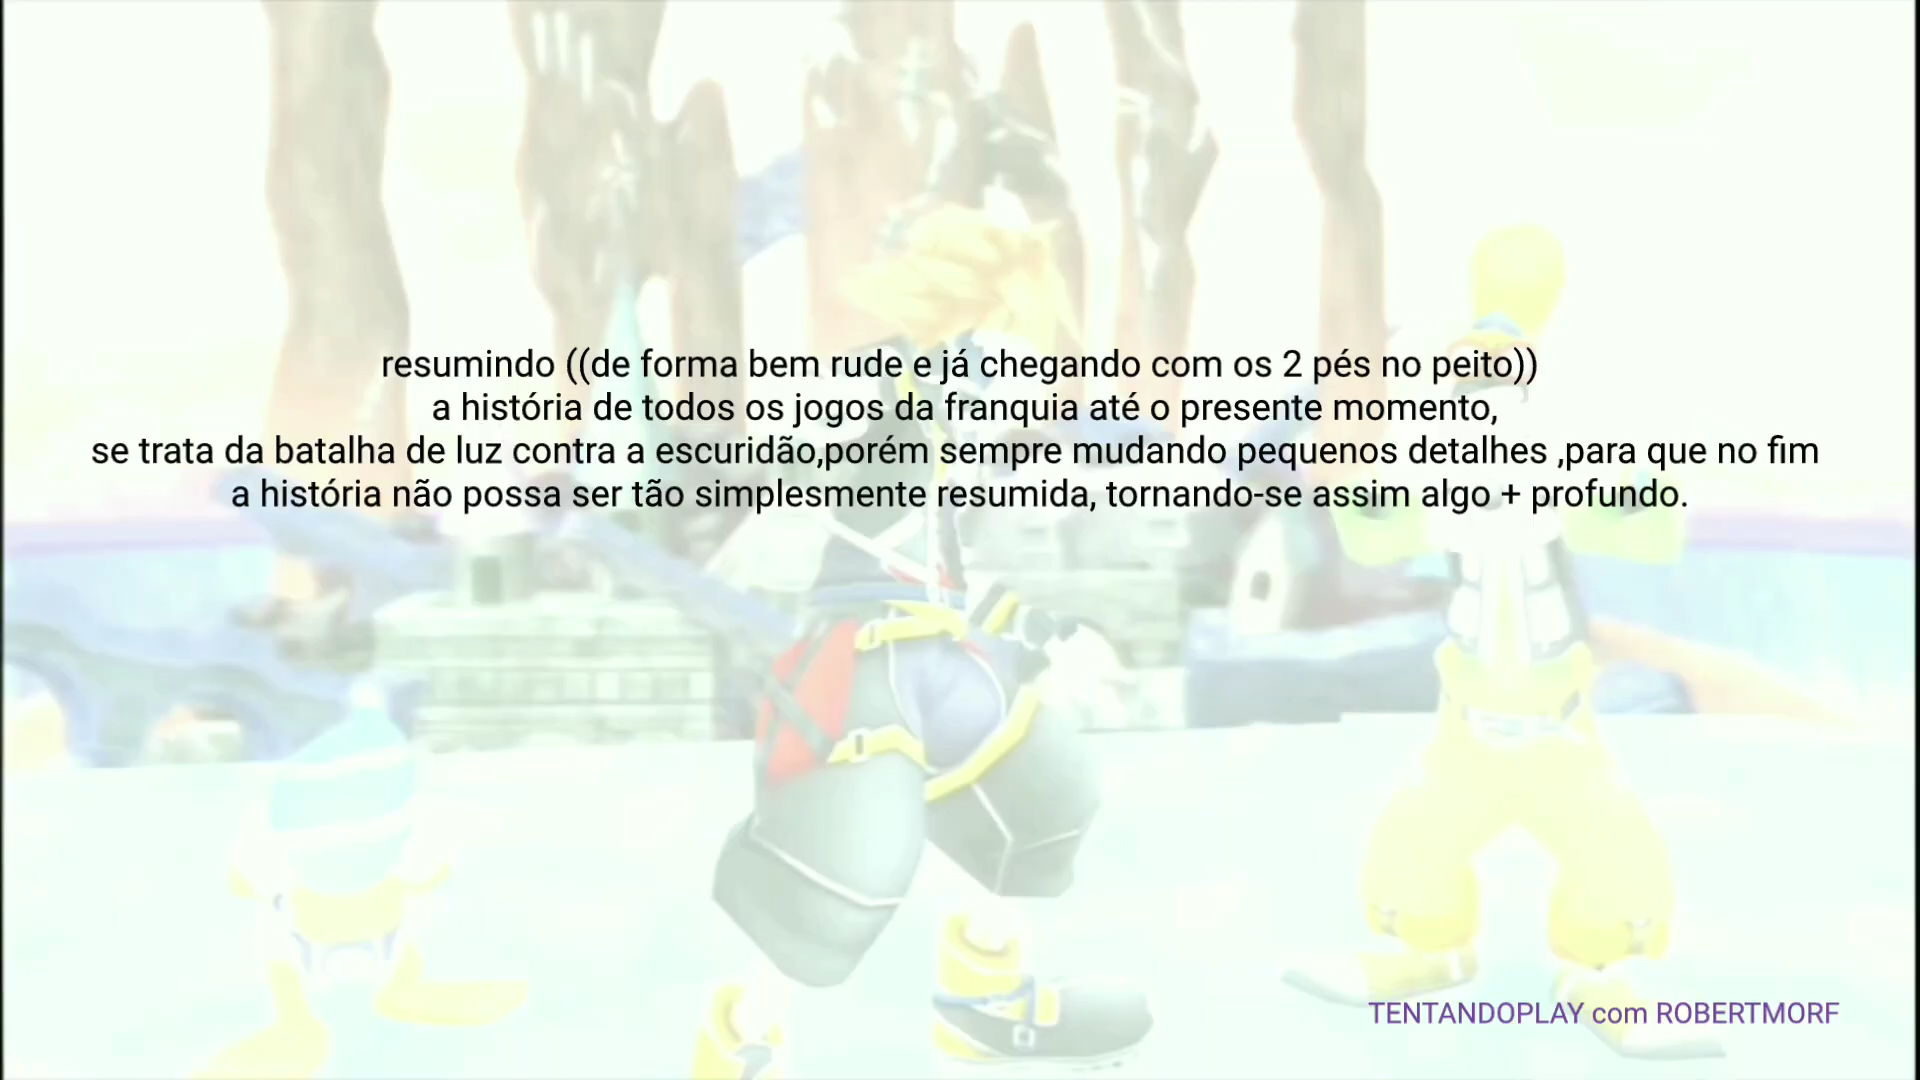 resumindo ((de forma bem rude e já chegando com os 2 pés no peito))
a história de todos os jogos da franquia até o presente momento,
se trata da batalha de luz contra a escuridão,porém sempre mudando pequenos detalhes ,para que no fim
a história não possa ser tão simplesmente resumida, tornando-se assim algo + profundo.
TENTANDOPLAY com ROBERTMORF